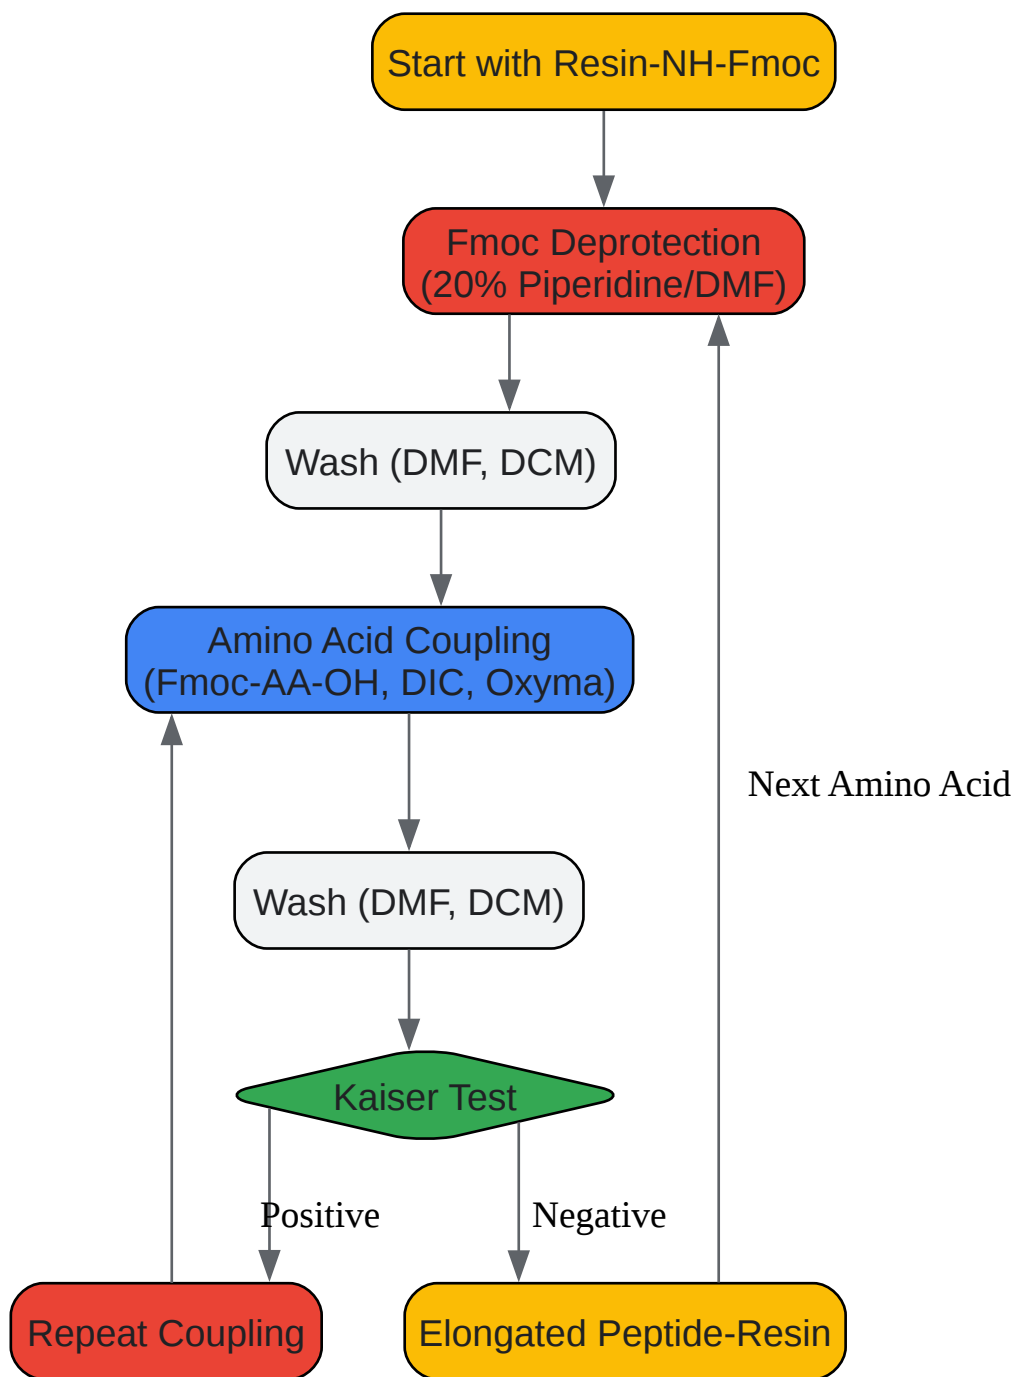 Start with Resin-NH-Fmoc
Fmoc Deprotection
(20% Piperidine/DMF)
Wash (DMF, DCM)
Amino Acid Coupling
(Fmoc-AA-OH, DIC, Oxyma)
Next Amino Acid
Wash (DMF, DCM)
Kaiser Test
Positive
Negative
Repeat Coupling
Elongated Peptide-Resin